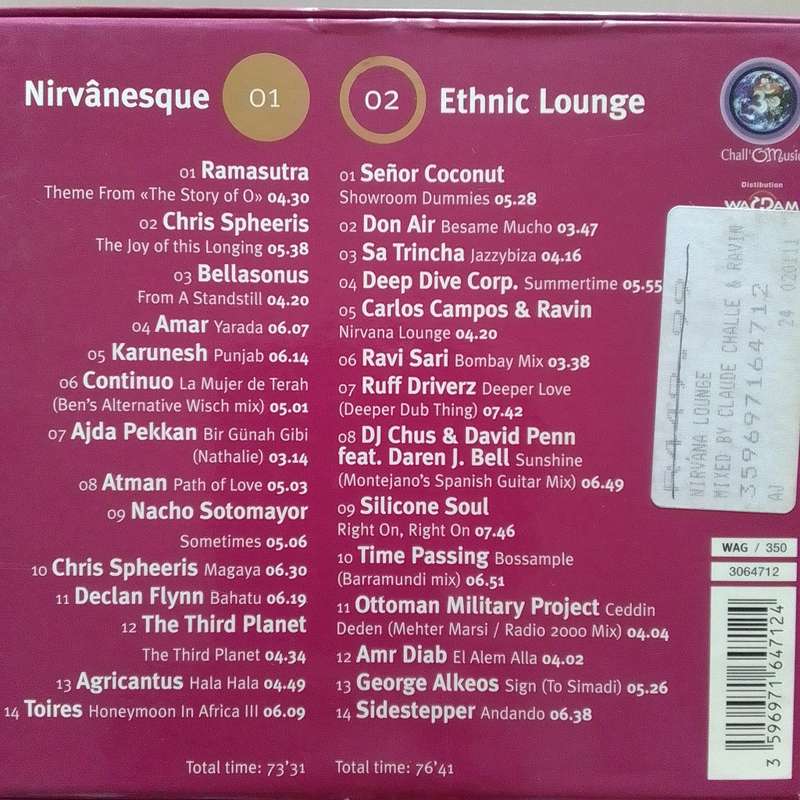 Nirvânesque 01
01 Ramasutra
Theme From «The Story of O» 04.30
02 Chris Spheeris
The Joy of this Longing 05.38
03 Bellasonus
From A Standstill 04.20
04 Amar Yarada 06.07
05 Karunesh Punjab 06.14
06 Continuo La Mujer de Terah
(Ben's Alternative Wisch mix) 05.01
07 Ajda Pekkan Bir Günah Gibi
(Nathalie) 03.14
08 Atman Path of Love 05.03
09 Nacho Sotomayor
Sometimes 05.06
10 Chris Spheeris Magaya 06.30
11 Declan Flynn Bahatu 06.19
12 The Third Planet
The Third Planet 04.34
13 Agricantus Hala Hala 04.49
14 Toires Honeymoon In Africa III 06.09
Total time: 73'31
02 Ethnic Lounge
01 Señor Coconut
Showroom Dummies 05.28
02 Don Air Besame Mucho 03.47
03 Sa Trincha Jazzybiza 04.16
04 Deep Dive Corp. Summertime 05.55
05 Carlos Campos & Ravin
Nirvana Lounge 04.20
06 Ravi Sari Bombay Mix 03.38
07 Ruff Driverz Deeper Love
(Deeper Dub Thing) 07.42
08 DJ Chus & David Penn
feat. Daren J. Bell Sunshine
(Montejano's Spanish Guitar Mix) 06.49
09 Silicone Soul
Right On, Right On 07.46
10 Time Passing Bossample
(Barramundi mix) 06.51
11 Ottoman Military Project Ceddin
Deden (Mehter Marsi / Radio 2000 Mix) 04.04
12 Amr Diab El Alem Alla 04.02
13 George Alkeos Sign (To Simadi) 05.26
14 Sidestepper Andando 06.38
Total time: 76'41
Chall'OMusic
Distibution
WAGRAM
NIRVANA LOUNGE
MIXED BY CLAUDE CHALLE & RAVIN
359697164712
AJ 24 020111
WAG / 350
3064712
3 596971 647124